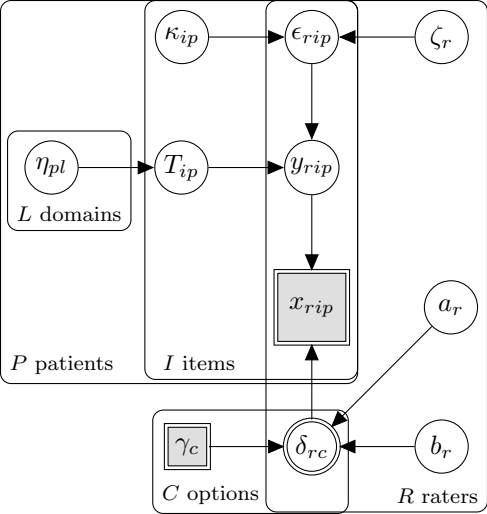 κ_ip ϵ_rip ζ_r
η_pl T_ip y_rip
L domains
x_rip a_r
P patients I items
γ_c δ_rc b_r
C options R raters